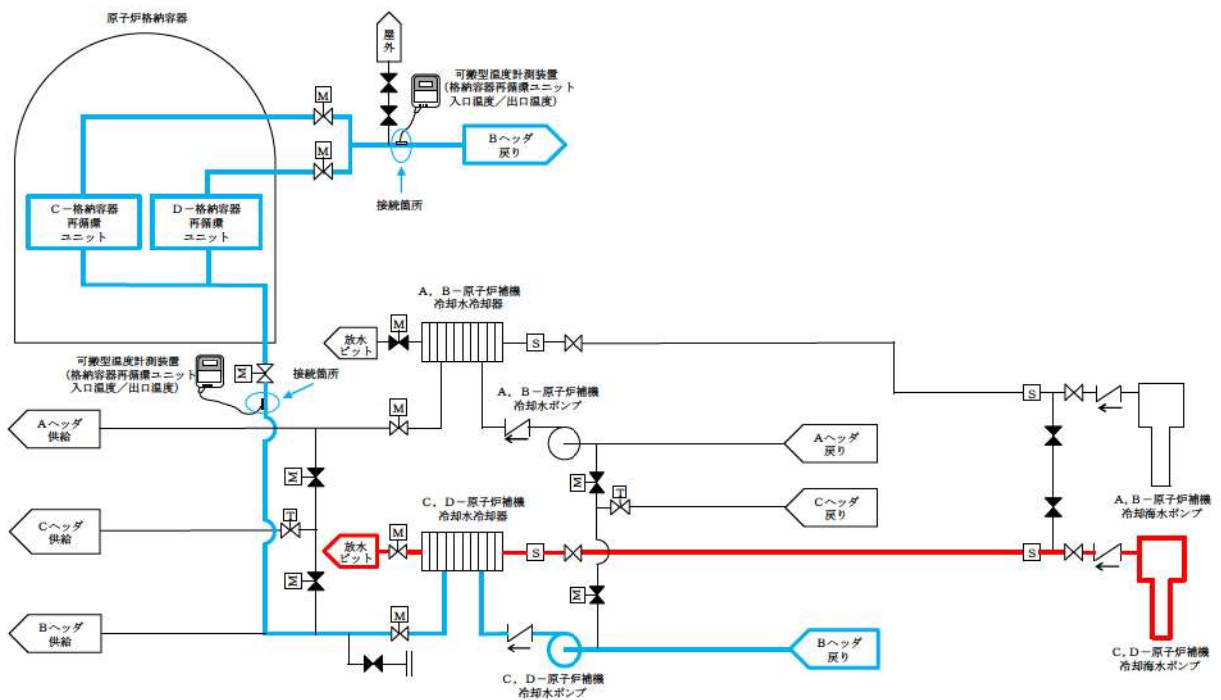 原子炉格納容器
屋外
可搬型温度計測装置
(格納容器再循環ユニット
入口温度/出口温度)
M
M
Bヘッダ
戻り
接続箇所
C-格納容器
再循環
ユニット
D-格納容器
再循環
ユニット
A,B-原子炉補機
冷却水冷却器
放水
ピット
M
S
可搬型温度計測装置
(格納容器再循環ユニット
入口温度/出口温度)
M
接続箇所
A,B-原子炉補機
冷却水ポンプ
S
Aヘッダ
供給
M
Aヘッダ
戻り
M
M
Cヘッダ
供給
T
C,D-原子炉補機
冷却水冷却器
T
Cヘッダ
戻り
A,B-原子炉補機
冷却海水ポンプ
放水
ピット
M
S
S
M
M
Bヘッダ
供給
M
Bヘッダ
戻り
C,D-原子炉補機
冷却水ポンプ
C,D-原子炉補機
冷却海水ポンプ